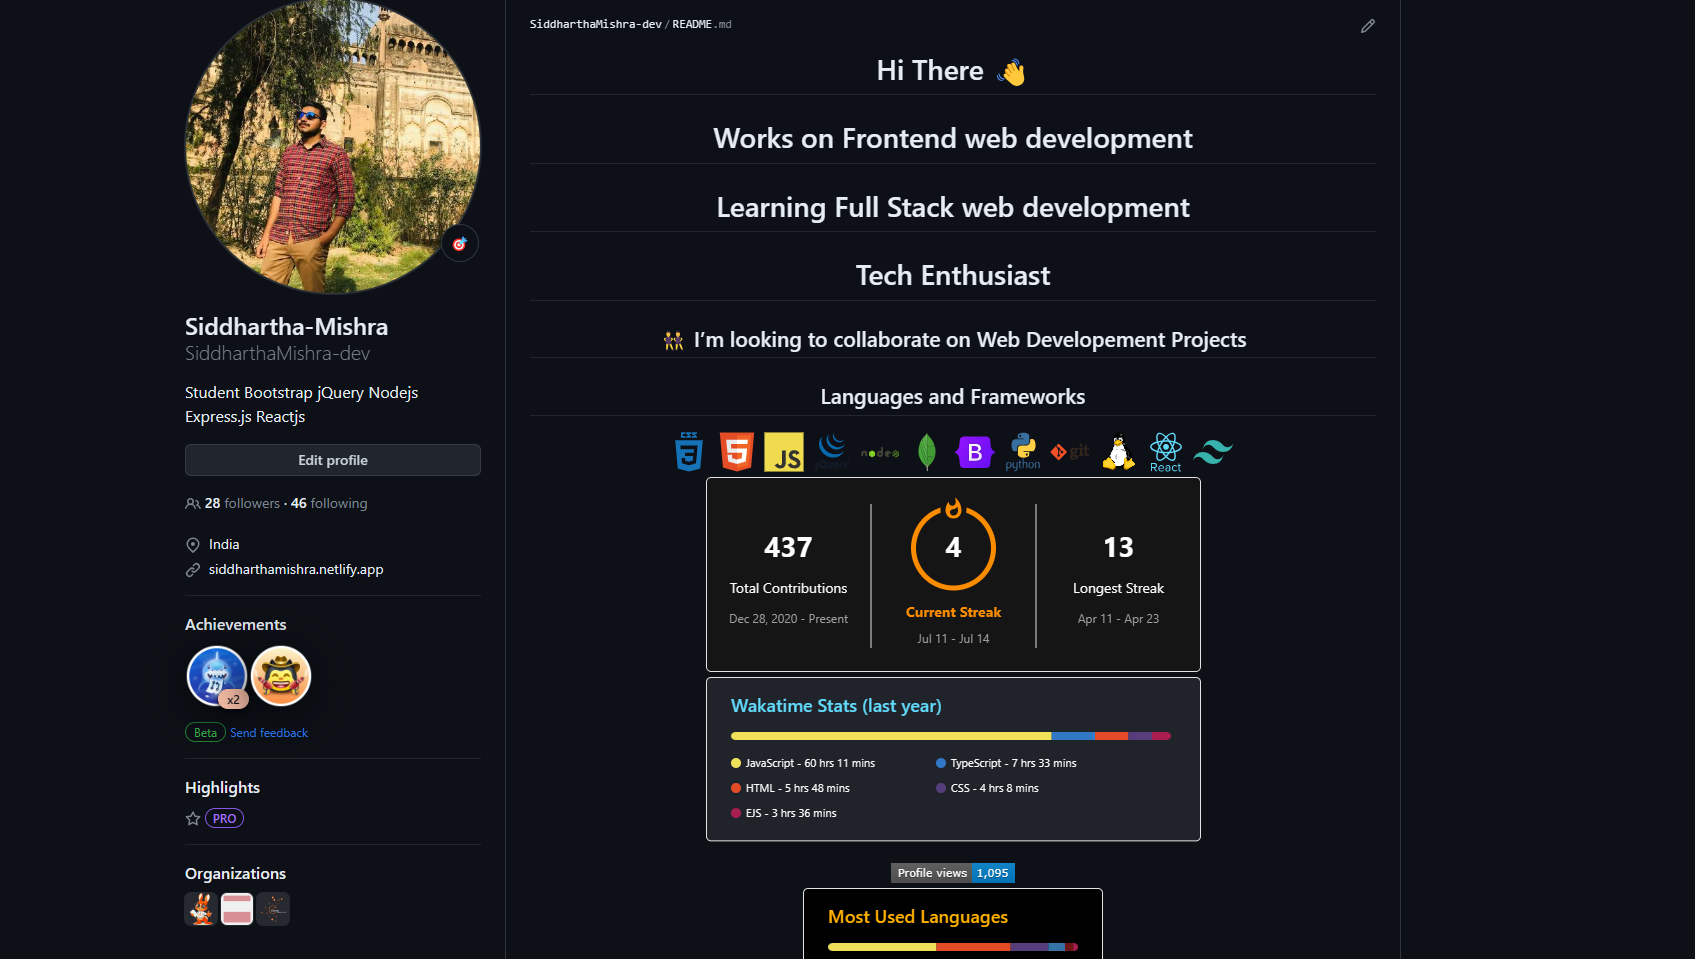 Siddhartha-Mishra
SiddharthaMishra-dev
Student Bootstrap jQuery Nodejs
Express.js Reactjs
Edit profile
28 followers · 46 following
India
siddharthamishra.netlify.app
Achievements
x2
Beta Send feedback
Highlights
PRO
Organizations
SiddharthaMishra-dev/README.md
Hi There 👋
Works on Frontend web development
Learning Full Stack web development
Tech Enthusiast
👯 I’m looking to collaborate on Web Developement Projects
Languages and Frameworks
CSS 3 5 JS jQuery node B python git React
437
Total Contributions
Dec 28, 2020 - Present
4
Current Streak
Jul 11 - Jul 14
13
Longest Streak
Apr 11 - Apr 23
Wakatime Stats (last year)
JavaScript - 60 hrs 11 mins
TypeScript - 7 hrs 33 mins
HTML - 5 hrs 48 mins
CSS - 4 hrs 8 mins
EJS - 3 hrs 36 mins
Profile views 1,095
Most Used Languages